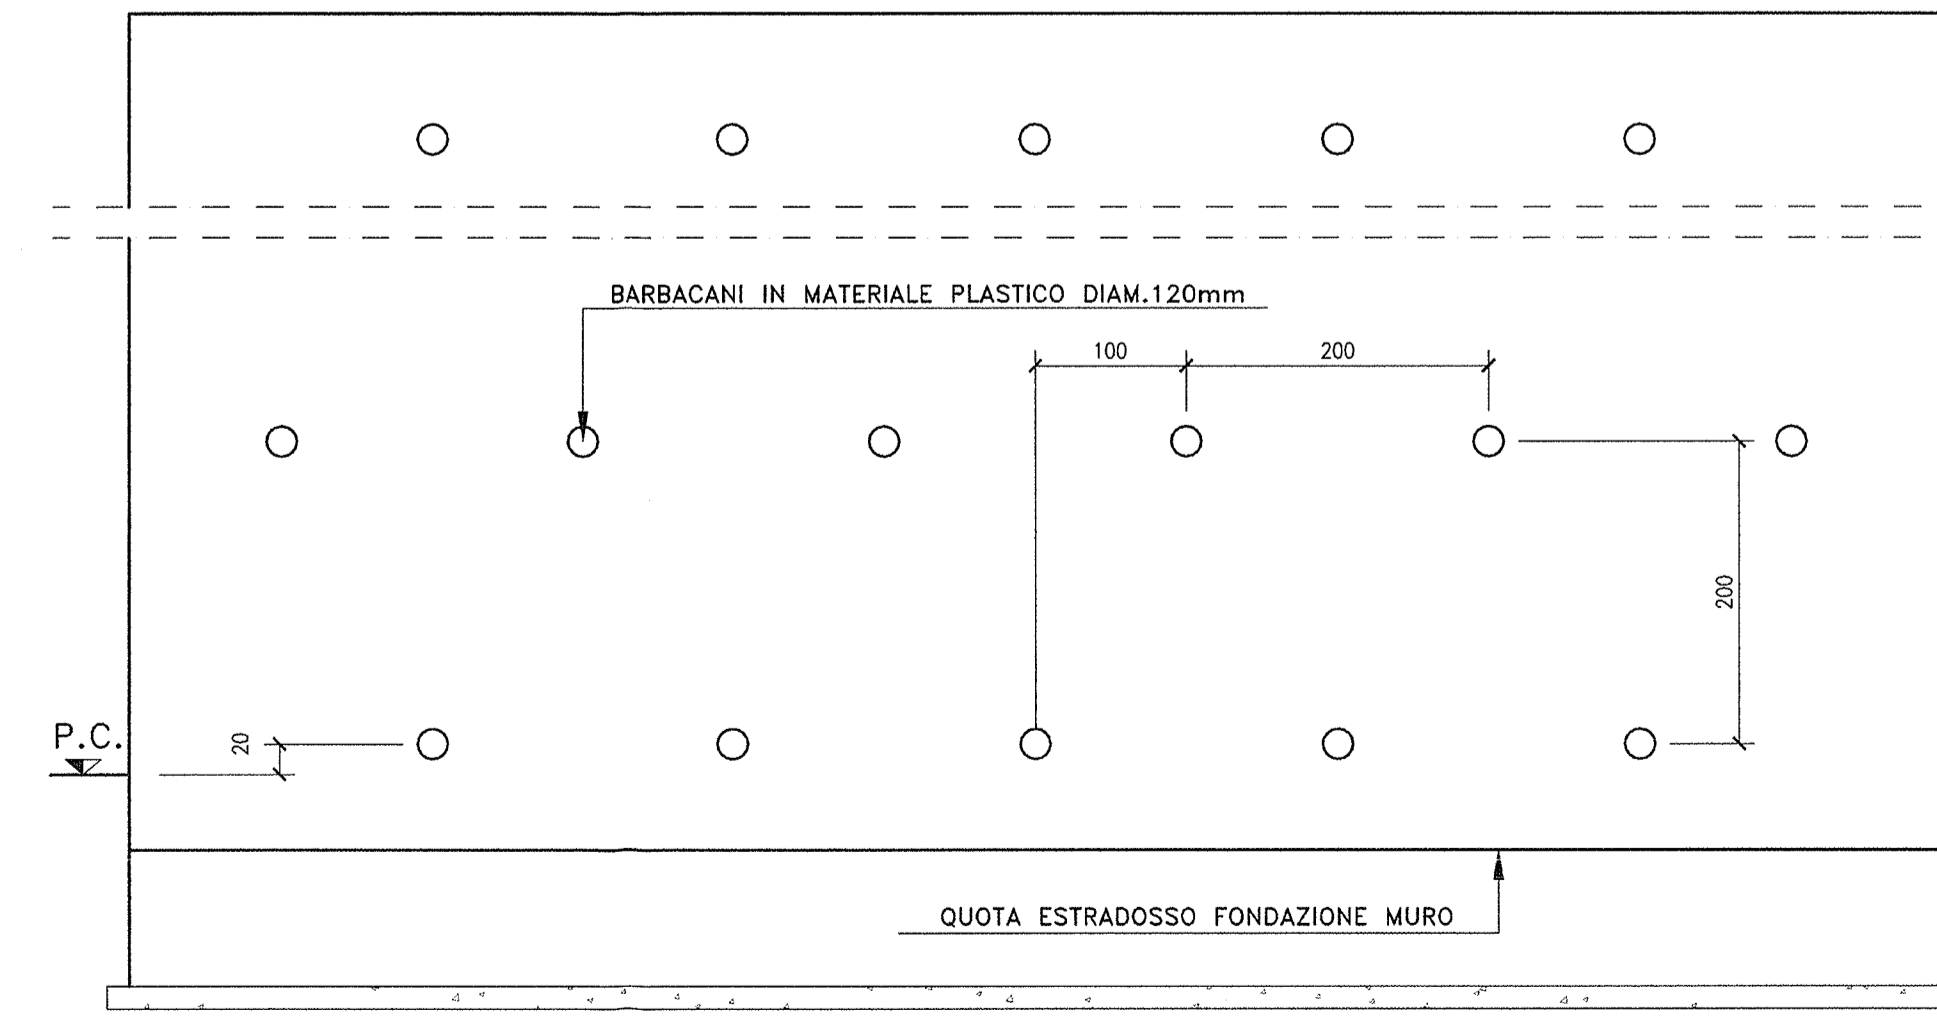 BARBACANI IN MATERIALE PLASTICO DIAM.120mm
100
200
200
P.C.
20
QUOTA ESTRADOSSO FONDAZIONE MURO